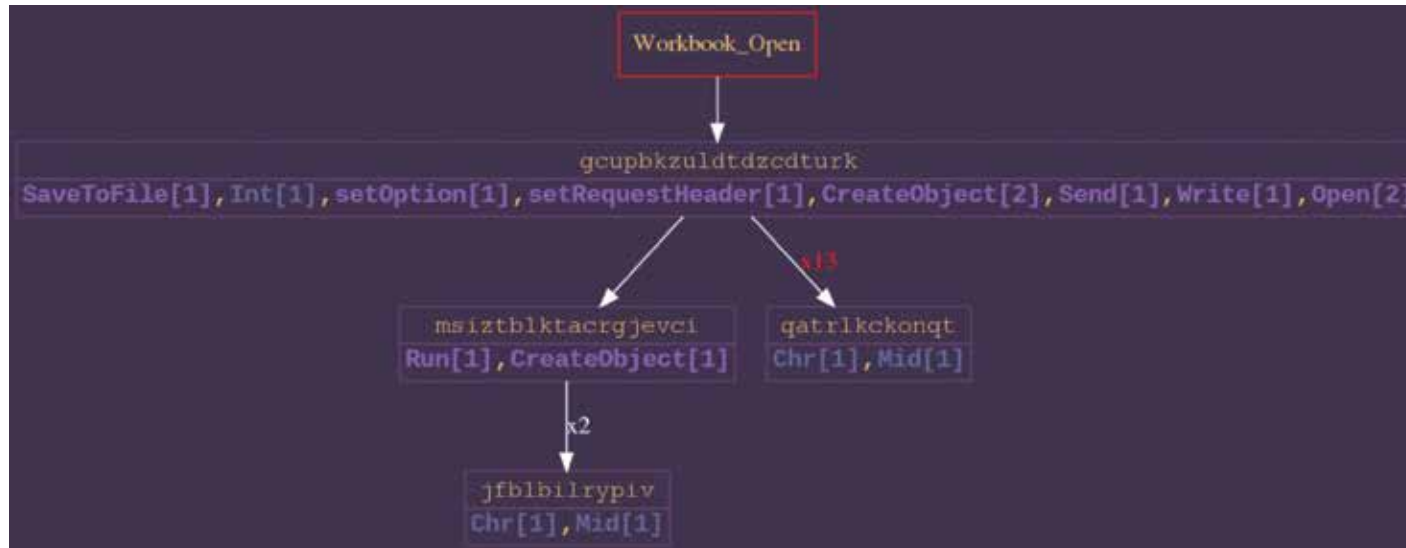 Workbook_Open
gcupbkzuldtdzcdturk
SaveToFile[1],Int[1],setOption[1],setRequestHeader[1],CreateObject[2],Send[1],Write[1],Open[2]
x13
msiztblktacrgjevci
qatrlkckonqt
Run[1],CreateObject[1]
Chr[1],Mid[1]
x2
jfblbilrypiv
Chr[1],Mid[1]